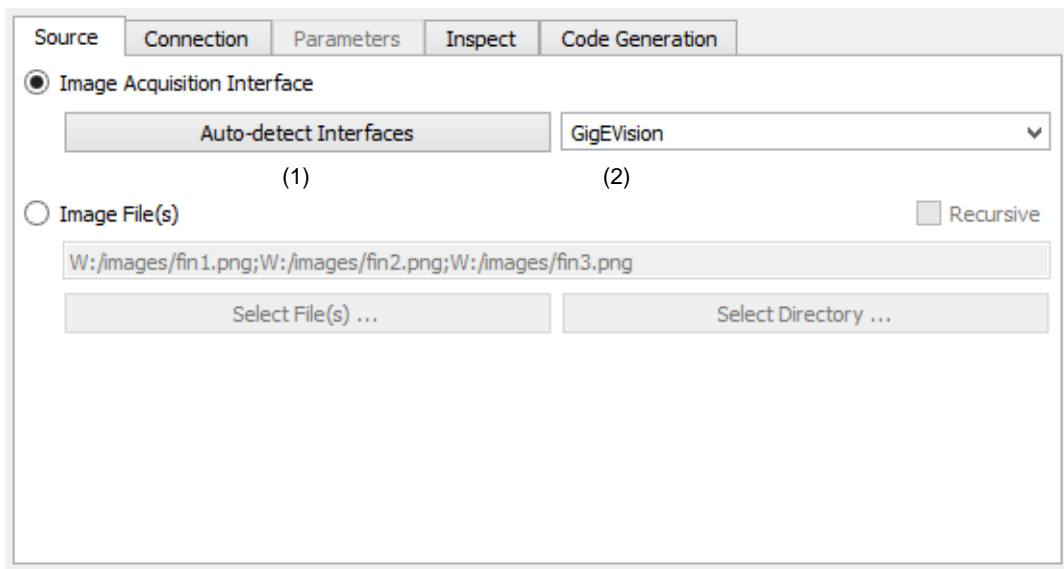 Source Connection Parameters Inspect Code Generation
Image Acquisition Interface
Auto-detect Interfaces GigEVision
(1) (2)
Image File(s) Recursive
W:/images/fin1.png;W:/images/fin2.png;W:/images/fin3.png
Select File(s) ... Select Directory ...